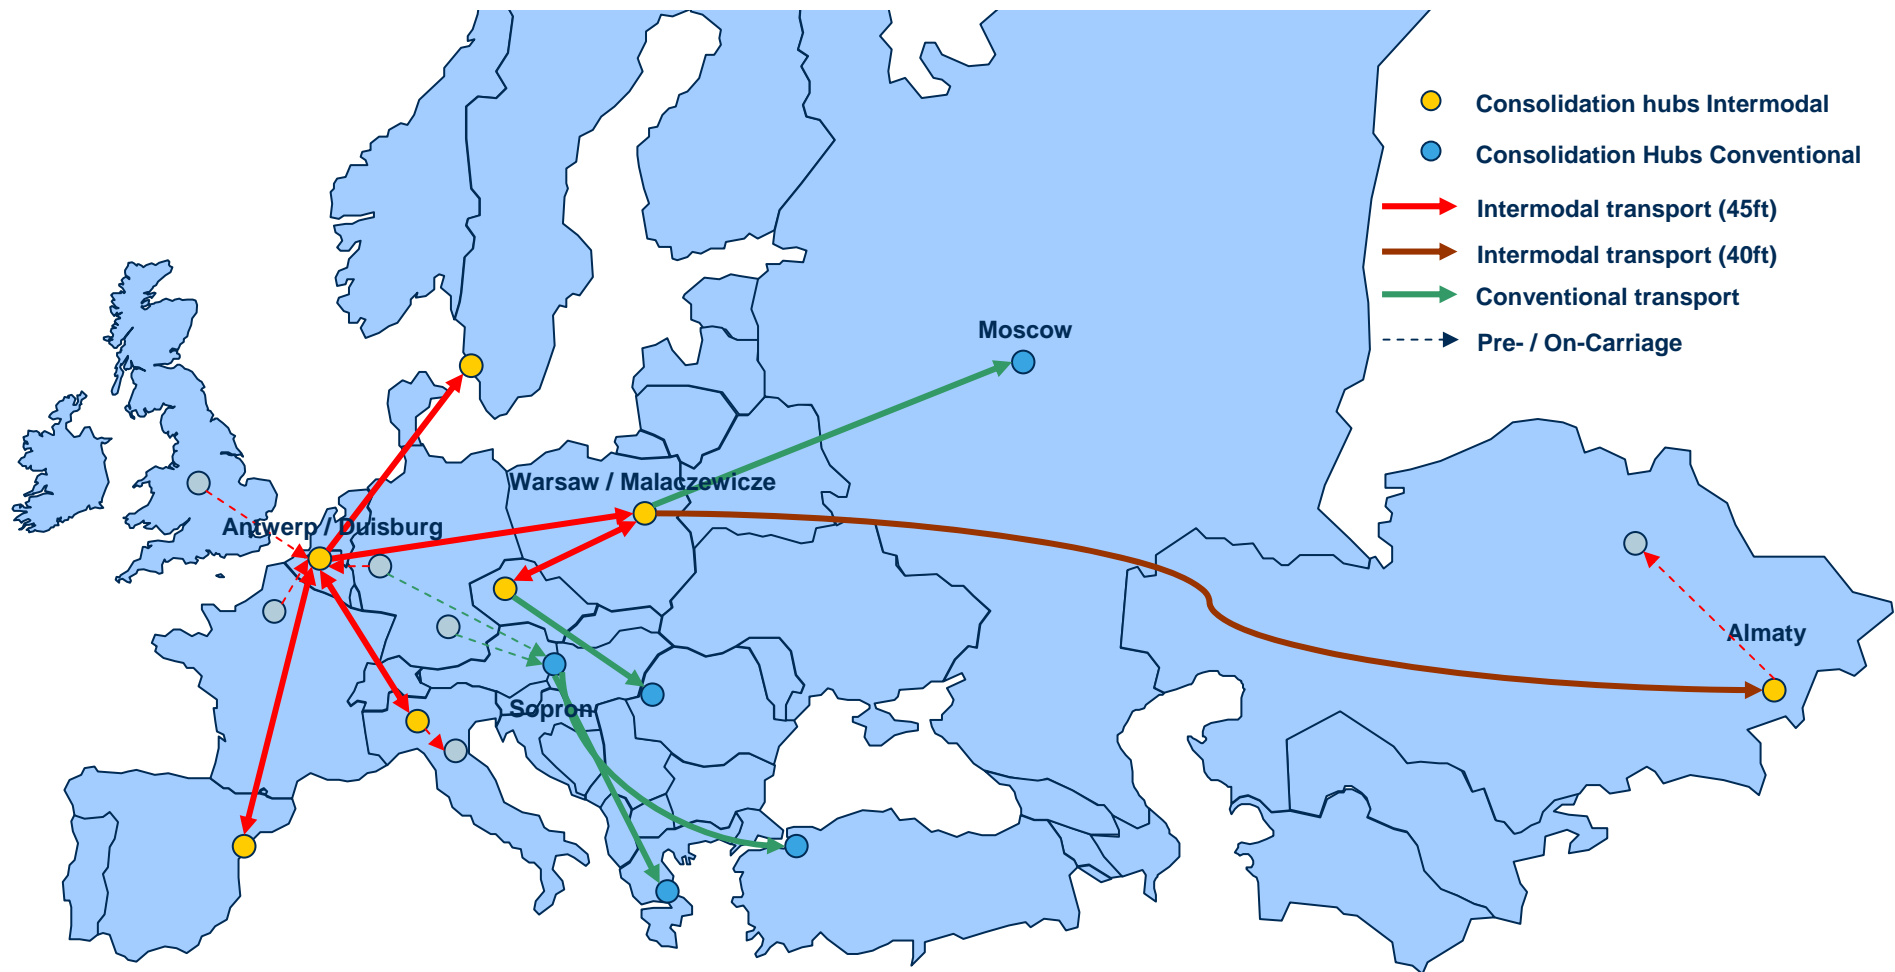 Consolidation hubs Intermodal
Consolidation Hubs Conventional
Intermodal transport (45ft)
Intermodal transport (40ft)
Conventional transport
Pre- / On-Carriage
Moscow
Warsaw / Malaczewicze
Antwerp / Duisburg
Almaty
Sopron